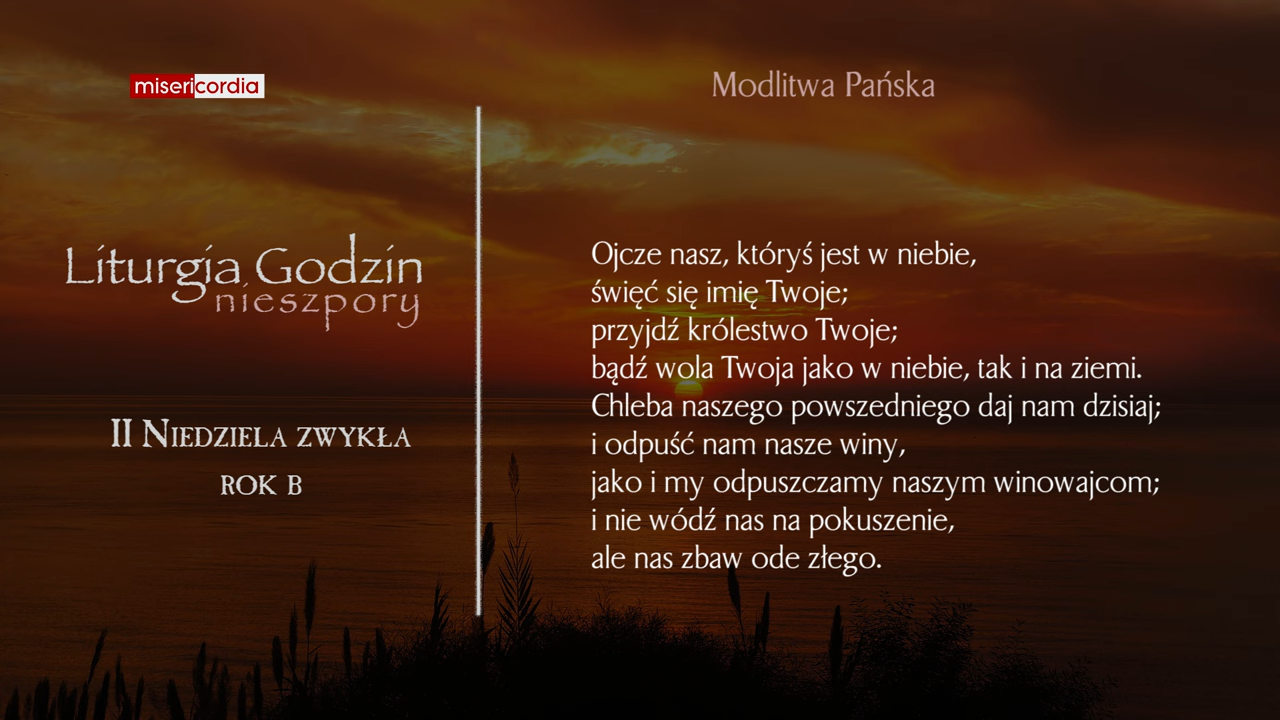 misericordia
Liturgia Godzin
nieszpory
II Niedziela zwykła
rok B
Modlitwa Pańska
Ojcze nasz, któryś jest w niebie,
święć się imię Twoje;
przyjdź królestwo Twoje;
bądź wola Twoja jako w niebie, tak i na ziemi.
Chleba naszego powszedniego daj nam dzisiaj;
i odpuść nam nasze winy,
jako i my odpuszczamy naszym winowajcom;
i nie wódź nas na pokuszenie,
ale nas zbaw ode złego.